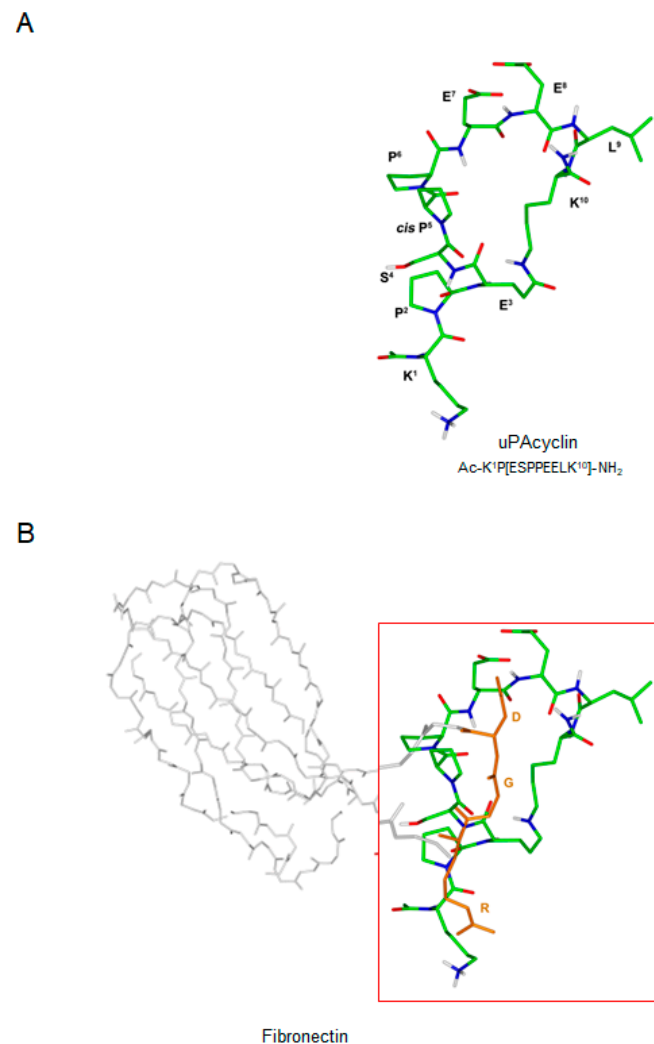 A
E⁸
E⁷
L⁹
P⁶
K¹⁰
cis P⁵
S⁴
E³
P²
K¹
uPAcyclin
Ac-K¹P[ESPPEELK¹⁰]-NH₂
B
D
G
R
Fibronectin